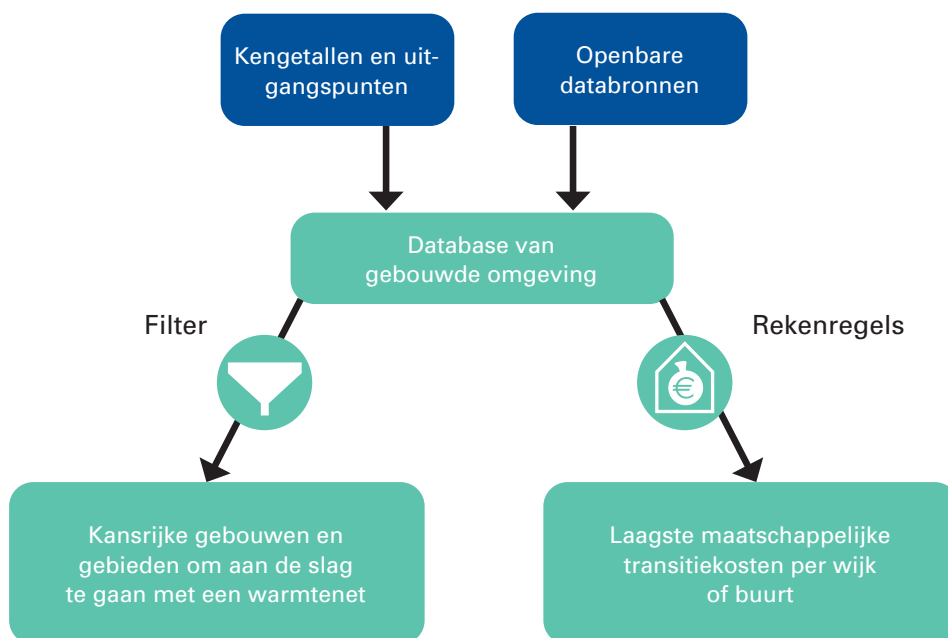 Kengetallen en uit-
gangspunten
Openbare
databronnen
Database van
gebouwde omgeving
Filter
Rekenregels
€
Kansrijke gebouwen en
gebieden om aan de slag
te gaan met een warmtenet
Laagste maatschappelijke
transitiekosten per wijk
of buurt